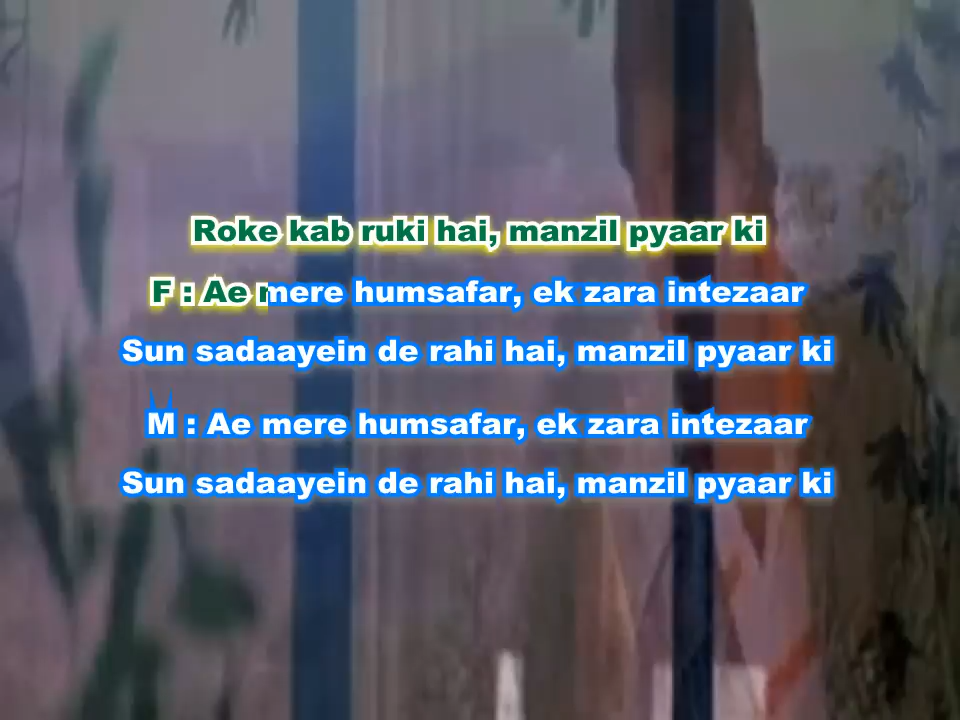 Roke kab ruki hai, manzil pyaar ki
F : Ae mere humsafar, ek zara intezaar
Sun sadaayein de rahi hai, manzil pyaar ki
M : Ae mere humsafar, ek zara intezaar
Sun sadaayein de rahi hai, manzil pyaar ki